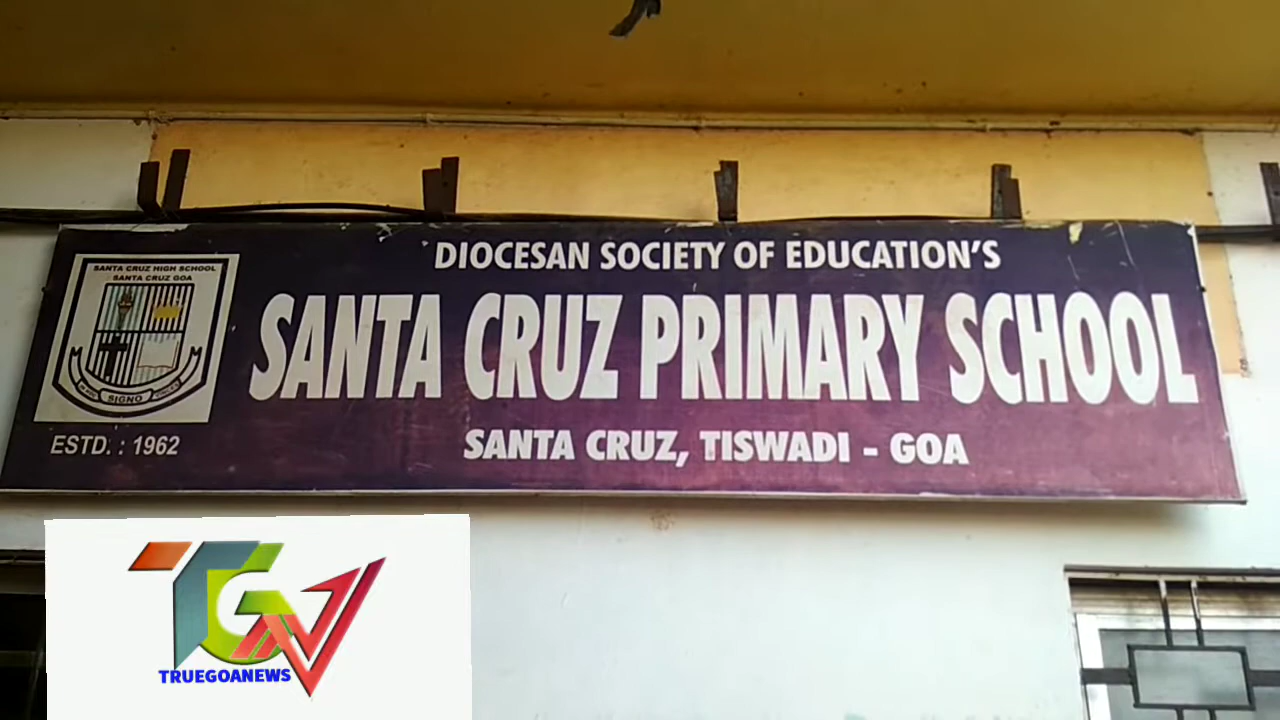 DIOCESAN SOCIETY OF EDUCATION'S
SANTA CRUZ HIGH SCHOOL
SANTA CRUZ GOA
SANTA CRUZ PRIMARY SCHOOL
SIGNO
ESTD. : 1962
SANTA CRUZ, TISWADI - GOA
TGN
TRUEGOANEWS